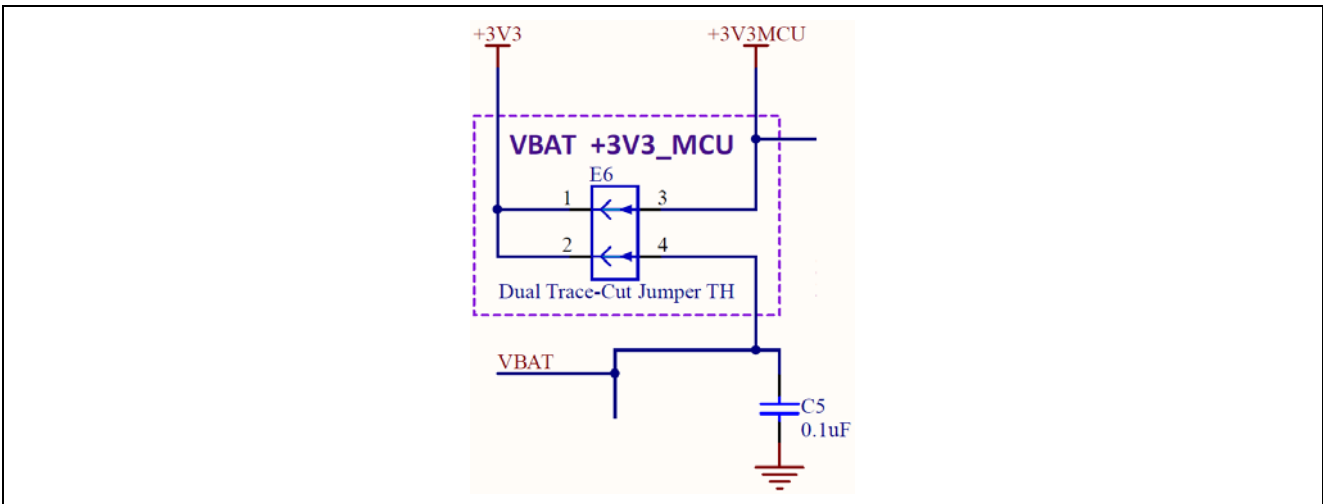 +3V3 +3V3MCU
VBAT +3V3_MCU
E6
1 3
2 4
Dual Trace-Cut Jumper TH
VBAT
C5
0.1uF